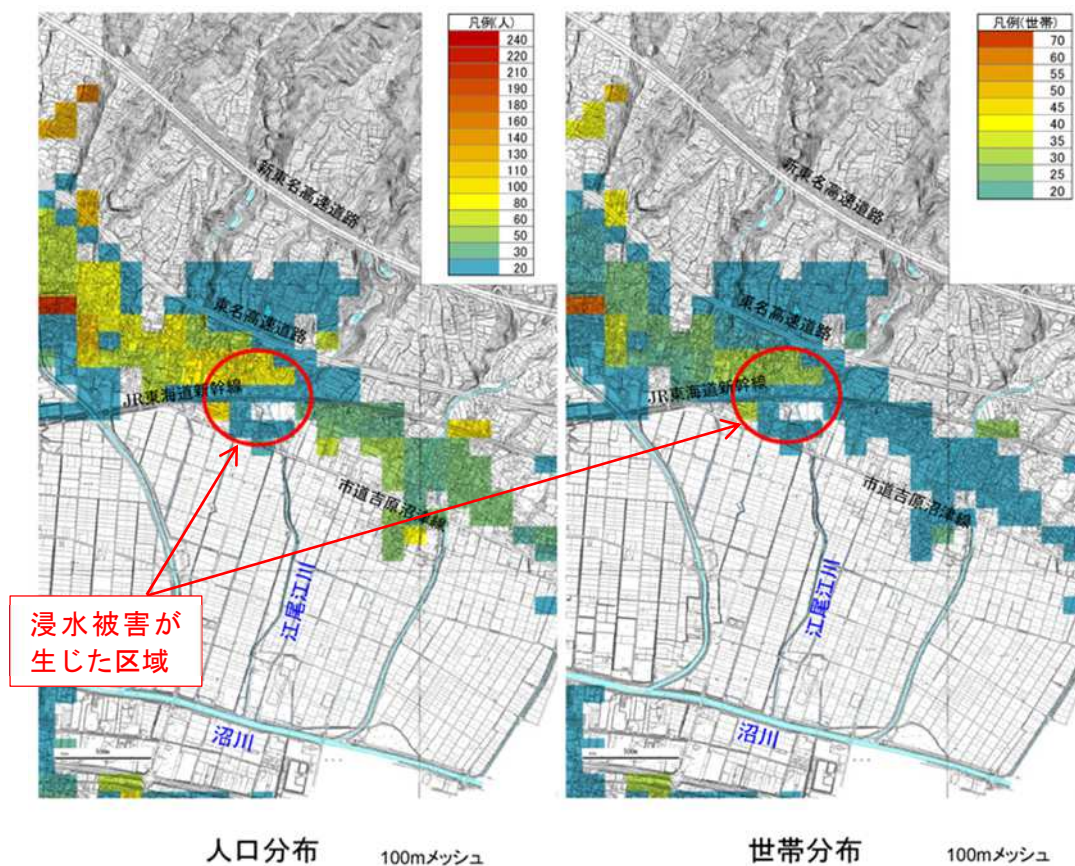 凡例(人)
240
220
210
190
180
160
140
130
110
100
80
60
50
30
20
新東名高速道路
東名高速道路
JR東海道新幹線
市道吉原沼津線
江尾江川
沼川
凡例(世帯)
70
60
55
50
45
40
35
30
25
20
新東名高速道路
東名高速道路
JR東海道新幹線
市道吉原沼津線
江尾江川
沼川
浸水被害が
生じた区域
人口分布 100mメッシュ
世帯分布 100mメッシュ